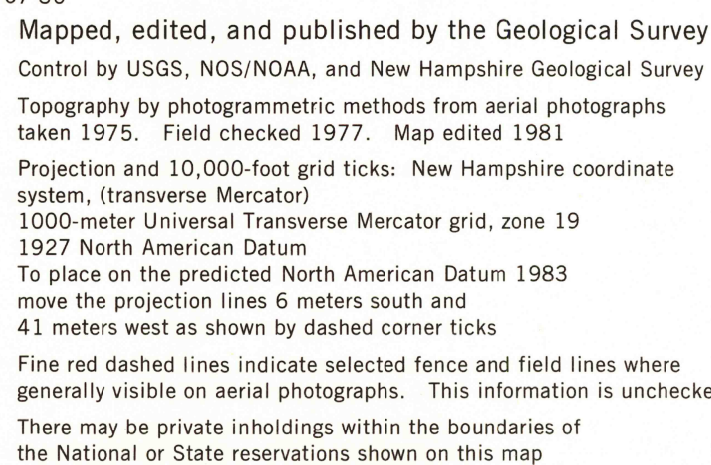 Mapped, edited, and published by the Geological Survey
Control by USGS, NOS/NOAA, and New Hampshire Geological Survey
Topography by photogrammetric methods from aerial photographs
taken 1975. Field checked 1977. Map edited 1981
Projection and 10,000-foot grid ticks: New Hampshire coordinate
system, (transverse Mercator)
1000-meter Universal Transverse Mercator grid, zone 19
1927 North American Datum
To place on the predicted North American Datum 1983
move the projection lines 6 meters south and
41 meters west as shown by dashed corner ticks
Fine red dashed lines indicate selected fence and field lines where
generally visible on aerial photographs. This information is unchecke
There may be private inholdings within the boundaries of
the National or State reservations shown on this map